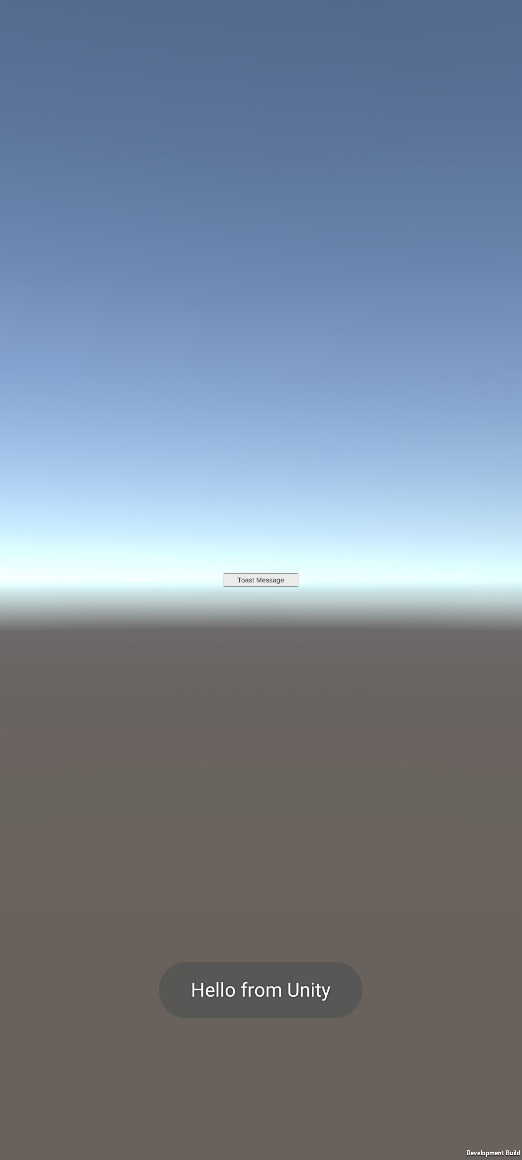 Toast Message
Hello from Unity
Development Build